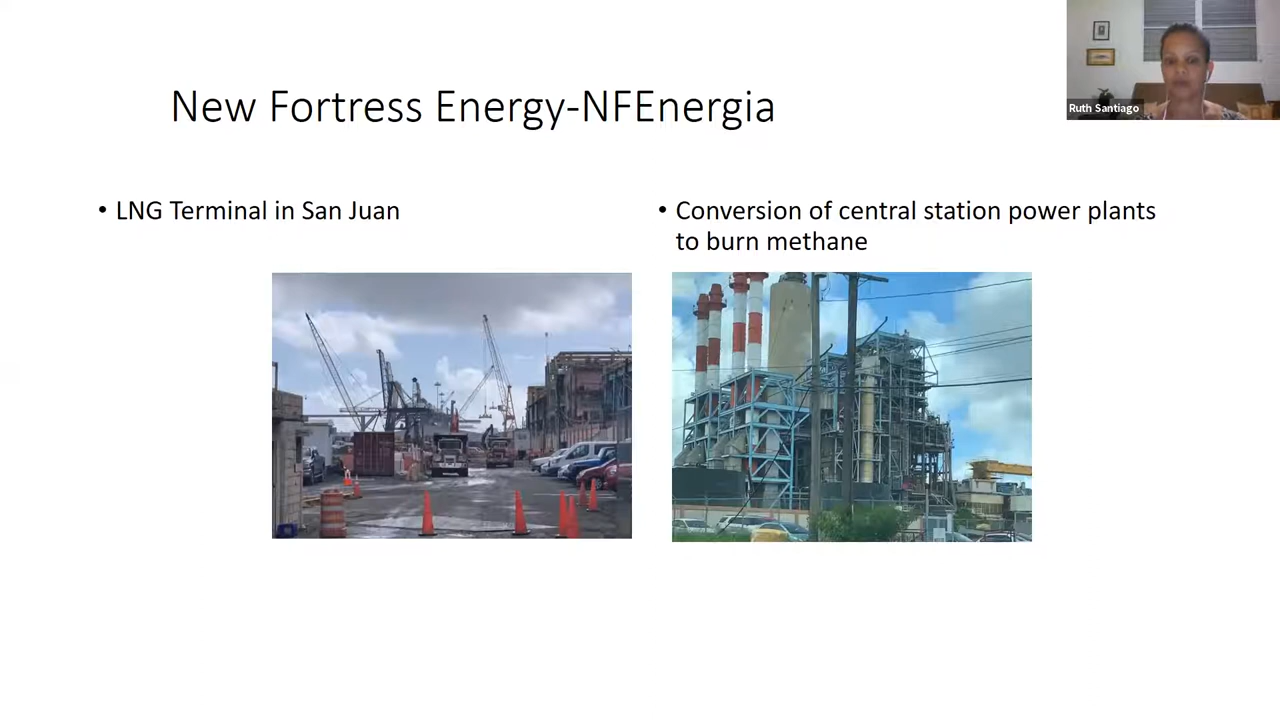 New Fortress Energy-NFEnergia
Ruth Santiago
• LNG Terminal in San Juan
• Conversion of central station power plants
to burn methane